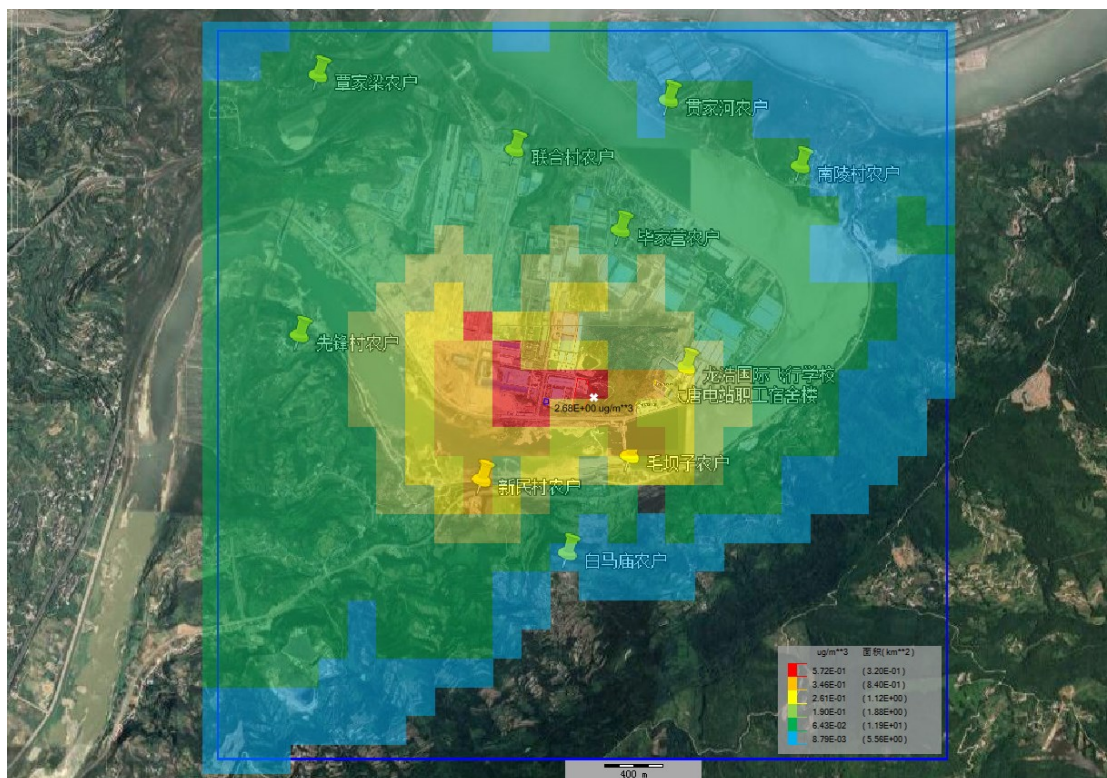 覃家梁农户
贯家河农户
联合村农户
南陵村农户
毕家营农户
先锋村农户
龙浩国际飞行学校
唐电站职工宿舍楼
2.68E+00 ug/m**3
毛坝子农户
新民村农户
白马庙农户
ug/m**3 面积(km**2)
5.72E-01 (3.20E-01)
3.46E-01 (8.40E-01)
2.61E-01 (1.12E+00)
1.90E-01 (1.88E+00)
6.43E-02 (1.19E+01)
8.79E-03 (5.56E+00)
400 m